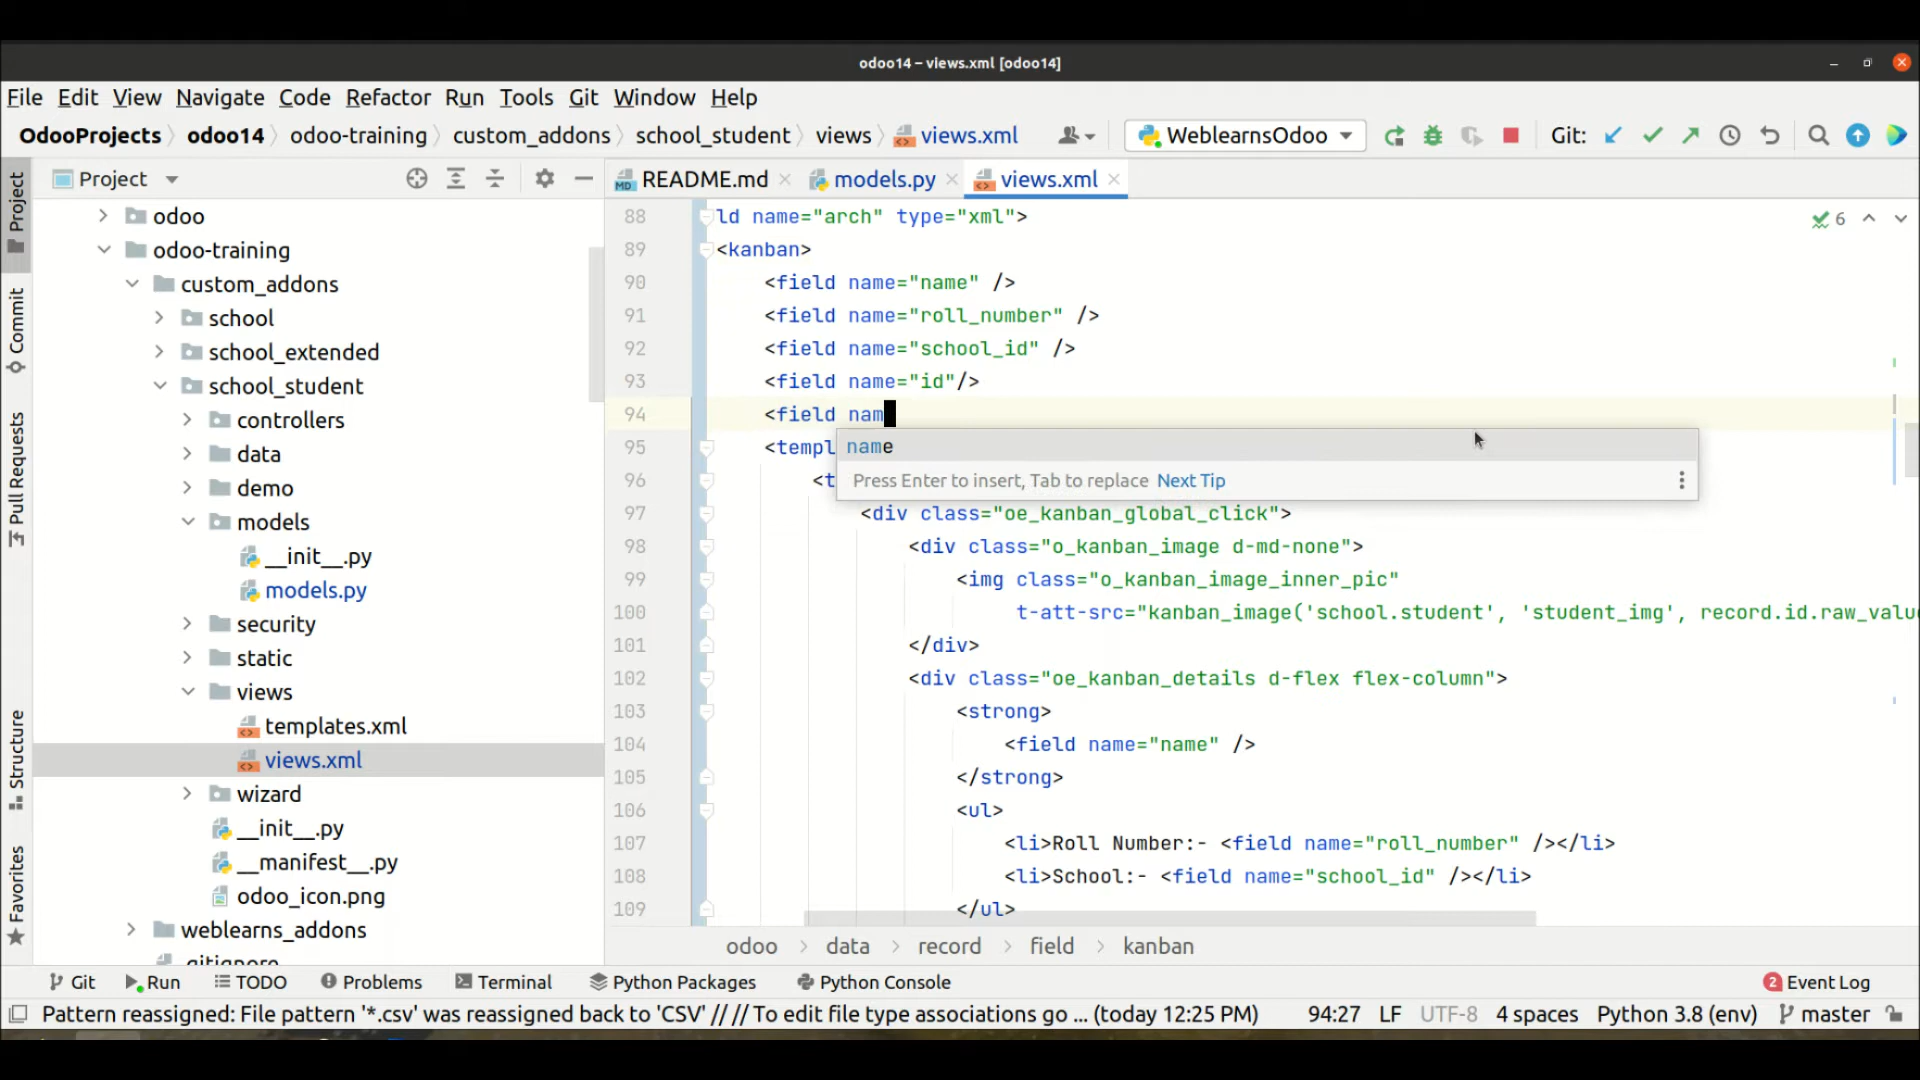 odoo14 – views.xml [odoo14]
File Edit View Navigate Code Refactor Run Tools Git Window Help
OdooProjects odoo14 odoo-training custom_addons school_student views views.xml WeblearnsOdoo Git:
Project README.md models.py views.xml
odoo
odoo-training
custom_addons
school
school_extended
school_student
controllers
data
demo
models
__init__.py
models.py
security
static
views
templates.xml
views.xml
wizard
__init__.py
__manifest__.py
odoo_icon.png
weblearns_addons
.gitignore
Project
Commit
Pull Requests
Structure
Favorites
6
88 ld name="arch" type="xml">
89 <kanban>
90 <field name="name" />
91 <field name="roll_number" />
92 <field name="school_id" />
93 <field name="id"/>
94 <field nam
95 <templ
96 <t
name
Press Enter to insert, Tab to replace Next Tip
97 <div class="oe_kanban_global_click">
98 <div class="o_kanban_image d-md-none">
99 <img class="o_kanban_image_inner_pic"
100 t-att-src="kanban_image('school.student', 'student_img', record.id.raw_valu
101 </div>
102 <div class="oe_kanban_details d-flex flex-column">
103 <strong>
104 <field name="name" />
105 </strong>
106 <ul>
107 <li>Roll Number:- <field name="roll_number" /></li>
108 <li>School:- <field name="school_id" /></li>
109 </ul>
odoo data record field kanban
Git Run TODO Problems Terminal Python Packages Python Console 2 Event Log
Pattern reassigned: File pattern '*.csv' was reassigned back to 'CSV' // // To edit file type associations go ... (today 12:25 PM) 94:27 LF UTF-8 4 spaces Python 3.8 (env) master